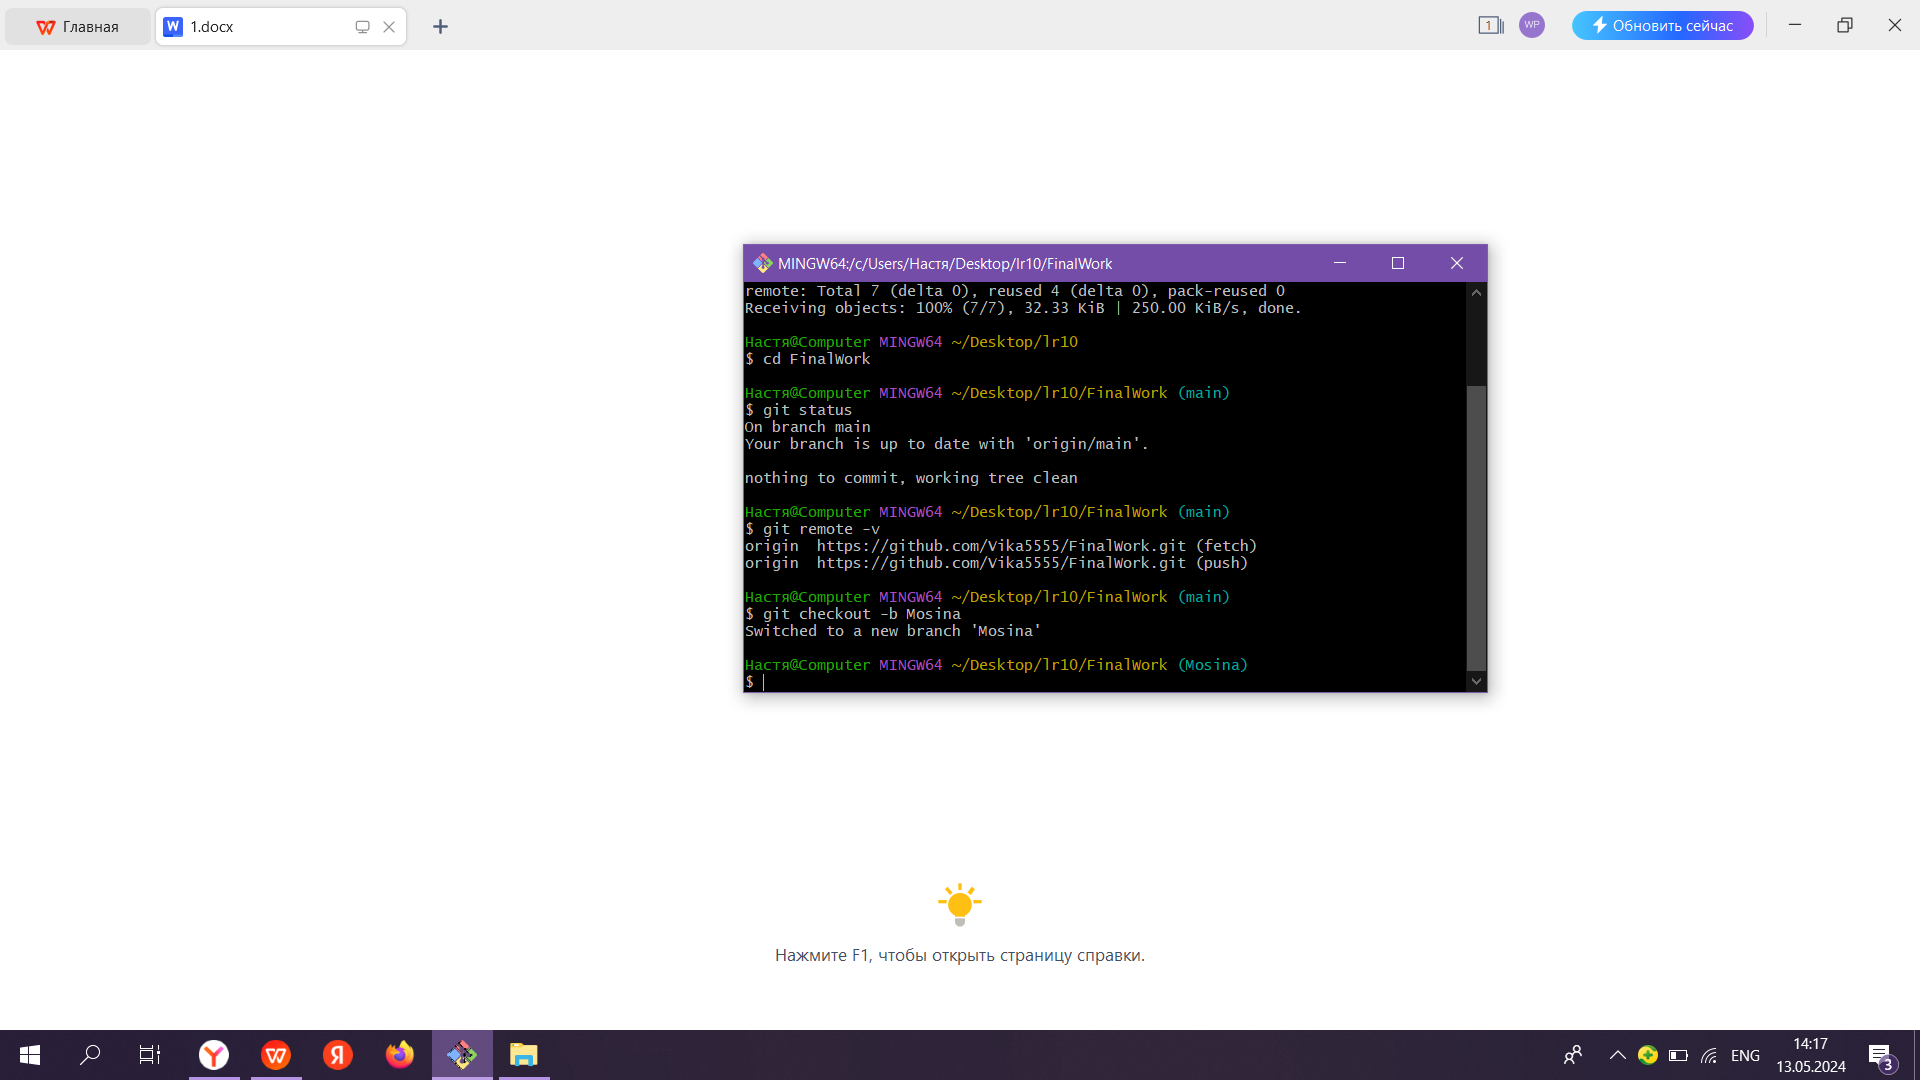 Главная
1.docx
1
WP
Обновить сейчас
MINGW64:/c/Users/Настя/Desktop/lr10/FinalWork
remote: Total 7 (delta 0), reused 4 (delta 0), pack-reused 0
Receiving objects: 100% (7/7), 32.33 KiB | 250.00 KiB/s, done.
Настя@Computer MINGW64 ~/Desktop/lr10
$ cd FinalWork
Настя@Computer MINGW64 ~/Desktop/lr10/FinalWork (main)
$ git status
On branch main
Your branch is up to date with 'origin/main'.
nothing to commit, working tree clean
Настя@Computer MINGW64 ~/Desktop/lr10/FinalWork (main)
$ git remote -v
origin  https://github.com/Vika5555/FinalWork.git (fetch)
origin  https://github.com/Vika5555/FinalWork.git (push)
Настя@Computer MINGW64 ~/Desktop/lr10/FinalWork (main)
$ git checkout -b Mosina
Switched to a new branch 'Mosina'
Настя@Computer MINGW64 ~/Desktop/lr10/FinalWork (Mosina)
$
Нажмите F1, чтобы открыть страницу справки.
ENG
14:17
13.05.2024
3